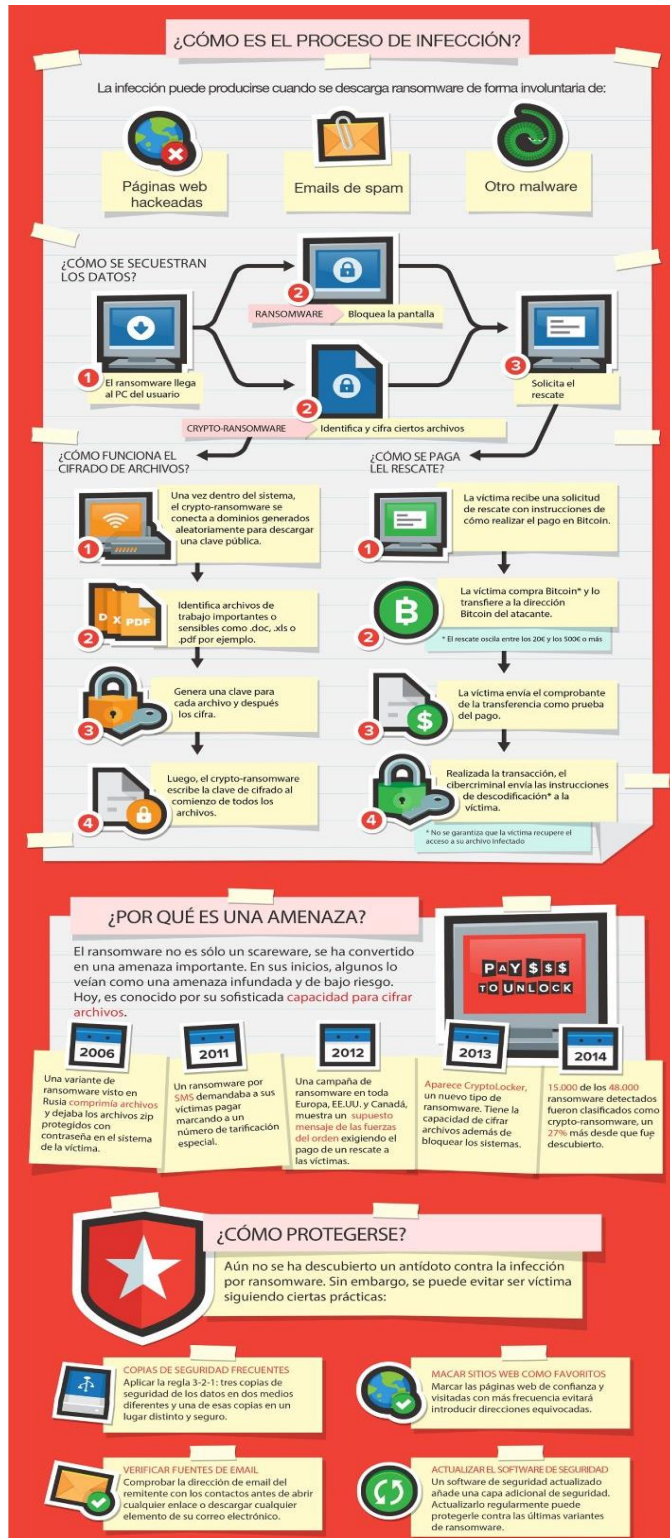 ¿CÓMO ES EL PROCESO DE INFECCIÓN?
La infección puede producirse cuando se descarga ransomware de forma involuntaria de:
Páginas web
hackeadas
Emails de spam
Otro malware
¿CÓMO SE SECUESTRAN
LOS DATOS?
1
El ransomware llega
al PC del usuario
2
RANSOMWARE
Bloquea la pantalla
2
CRYPTO-RANSOMWARE
Identifica y cifra ciertos archivos
3
Solicita el
rescate
¿CÓMO FUNCIONA EL
CIFRADO DE ARCHIVOS?
1
Una vez dentro del sistema,
el crypto-ransomware se
conecta a dominios generados
aleatoriamente para descargar
una clave pública.
D X PDF
2
Identifica archivos de
trabajo importantes o
sensibles como .doc, .xls o
.pdf por ejemplo.
3
Genera una clave para
cada archivo y después
los cifra.
4
Luego, el crypto-ransomware
escribe la clave de cifrado al
comienzo de todos los
archivos.
¿CÓMO SE PAGA
LEL RESCATE?
1
La víctima recibe una solicitud
de rescate con instrucciones de
cómo realizar el pago en Bitcoin.
2
La víctima compra Bitcoin* y lo
transfiere a la dirección
Bitcoin del atacante.
* El rescate oscila entre los 20€ y los 500€ o más
$
3
La víctima envía el comprobante
de la transferencia como prueba
del pago.
4
Realizada la transacción, el
cibercriminal envía las instrucciones
de descodificación* a la
víctima.
* No se garantiza que la víctima recupere el
acceso a su archivo infectado
¿POR QUÉ ES UNA AMENAZA?
El ransomware no es sólo un scareware, se ha convertido
en una amenaza importante. En sus inicios, algunos lo
veían como una amenaza infundada y de bajo riesgo.
Hoy, es conocido por su sofisticada capacidad para cifrar
archivos.
PAY $$$
TO UNLOCK
2006
Una variante de
ransomware visto en
Rusia comprimía archivos
y dejaba los archivos zip
protegidos con
contraseña en el sistema
de la víctima.
2011
Un ransomware por
SMS demandaba a sus
víctimas pagar
marcando a un
número de tarificación
especial.
2012
Una campaña de
ransomware en toda
Europa, EE.UU. y Canadá,
muestra un supuesto
mensaje de las fuerzas
del orden exigiendo el
pago de un rescate a
las víctimas.
2013
Aparece CryptoLocker,
un nuevo tipo de
ransomware. Tiene la
capacidad de cifrar
archivos además de
bloquear los sistemas.
2014
15.000 de los 48.000
ransomware detectados
fueron clasificados como
crypto-ransomware, un
27% más desde que fue
descubierto.
¿CÓMO PROTEGERSE?
Aún no se ha descubierto un antídoto contra la infección
por ransomware. Sin embargo, se puede evitar ser víctima
siguiendo ciertas prácticas:
COPIAS DE SEGURIDAD FRECUENTES
Aplicar la regla 3-2-1: tres copias de
seguridad de los datos en dos medios
diferentes y una de esas copias en un
lugar distinto y seguro.
MACAR SITIOS WEB COMO FAVORITOS
Marcar las páginas web de confianza y
visitadas con más frecuencia evitará
introducir direcciones equivocadas.
VERIFICAR FUENTES DE EMAIL
Comprobar la dirección de email del
remitente con los contactos antes de abrir
cualquier enlace o descargar cualquier
elemento de su correo electrónico.
ACTUALIZAR EL SOFTWARE DE SEGURIDAD
Un software de seguridad actualizado
añade una capa adicional de seguridad.
Actualizarlo regularmente puede
protegerle contra las últimas variantes
de ransomware.